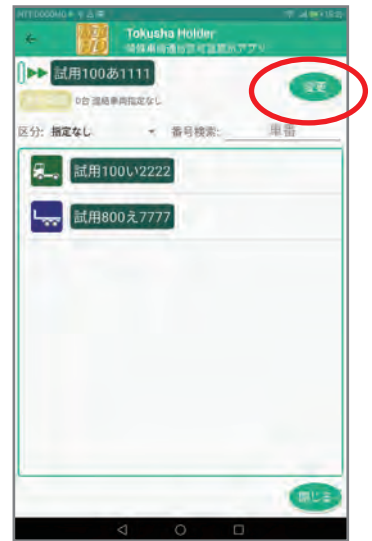 Tokusha Holder
特殊車両通行許可証表示アプリ
試用100あ1111
変更
0台 連結車両指定なし
区分: 指定なし 番号検索: 車番
試用100い2222
試用800え7777
閉じる